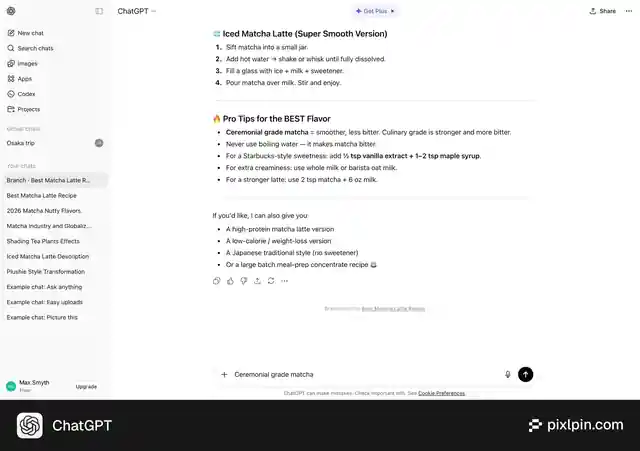 ChatGPT
Get Plus
Share
New chat
Search chats
Images
Apps
Codex
Projects
Group chats
Osaka trip
Your chats
Branch · Best Matcha Latte R...
Best Matcha Latte Recipe
2026 Matcha Nutty Flavors.
Matcha Industry and Globaliz...
Shading Tea Plants Effects
Iced Matcha Latte Description
Plushie Style Transformation
Example chat: Ask anything
Example chat: Easy uploads
Example chat: Picture this
Max.Smyth
Upgrade
Iced Matcha Latte (Super Smooth Version)
1. Sift matcha into a small jar.
2. Add hot water → shake or whisk until fully dissolved.
3. Fill a glass with ice + milk + sweetener.
4. Pour matcha over milk. Stir and enjoy.
🔥 Pro Tips for the BEST Flavor
• Ceremonial grade matcha = smoother, less bitter. Culinary grade is stronger and more bitter.
• Never use boiling water — it makes matcha bitter.
• For a Starbucks-style sweetness: add ½ tsp vanilla extract + 1–2 tsp maple syrup.
• For extra creaminess: use whole milk or barista oat milk.
• For a stronger latte: use 2 tsp matcha + 6 oz milk.
If you'd like, I can also give you
• A high-protein matcha latte version
• A low-calorie / weight-loss version
• A Japanese traditional style (no sweetener)
• Or a large batch meal-prep concentrate recipe
Branched from Best Matcha Latte Recipe
Ceremonial grade matcha
ChatGPT can make mistakes. Check important info. See Cookie Preferences.
ChatGPT
pixlpin.com